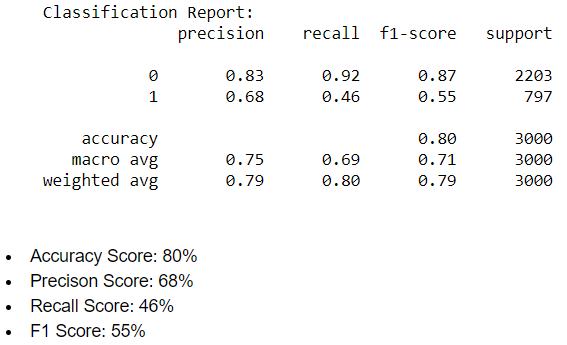 Classification Report:
precision recall f1-score support
0 0.83 0.92 0.87 2203
1 0.68 0.46 0.55 797
accuracy 0.80 3000
macro avg 0.75 0.69 0.71 3000
weighted avg 0.79 0.80 0.79 3000
• Accuracy Score: 80%
• Precison Score: 68%
• Recall Score: 46%
• F1 Score: 55%